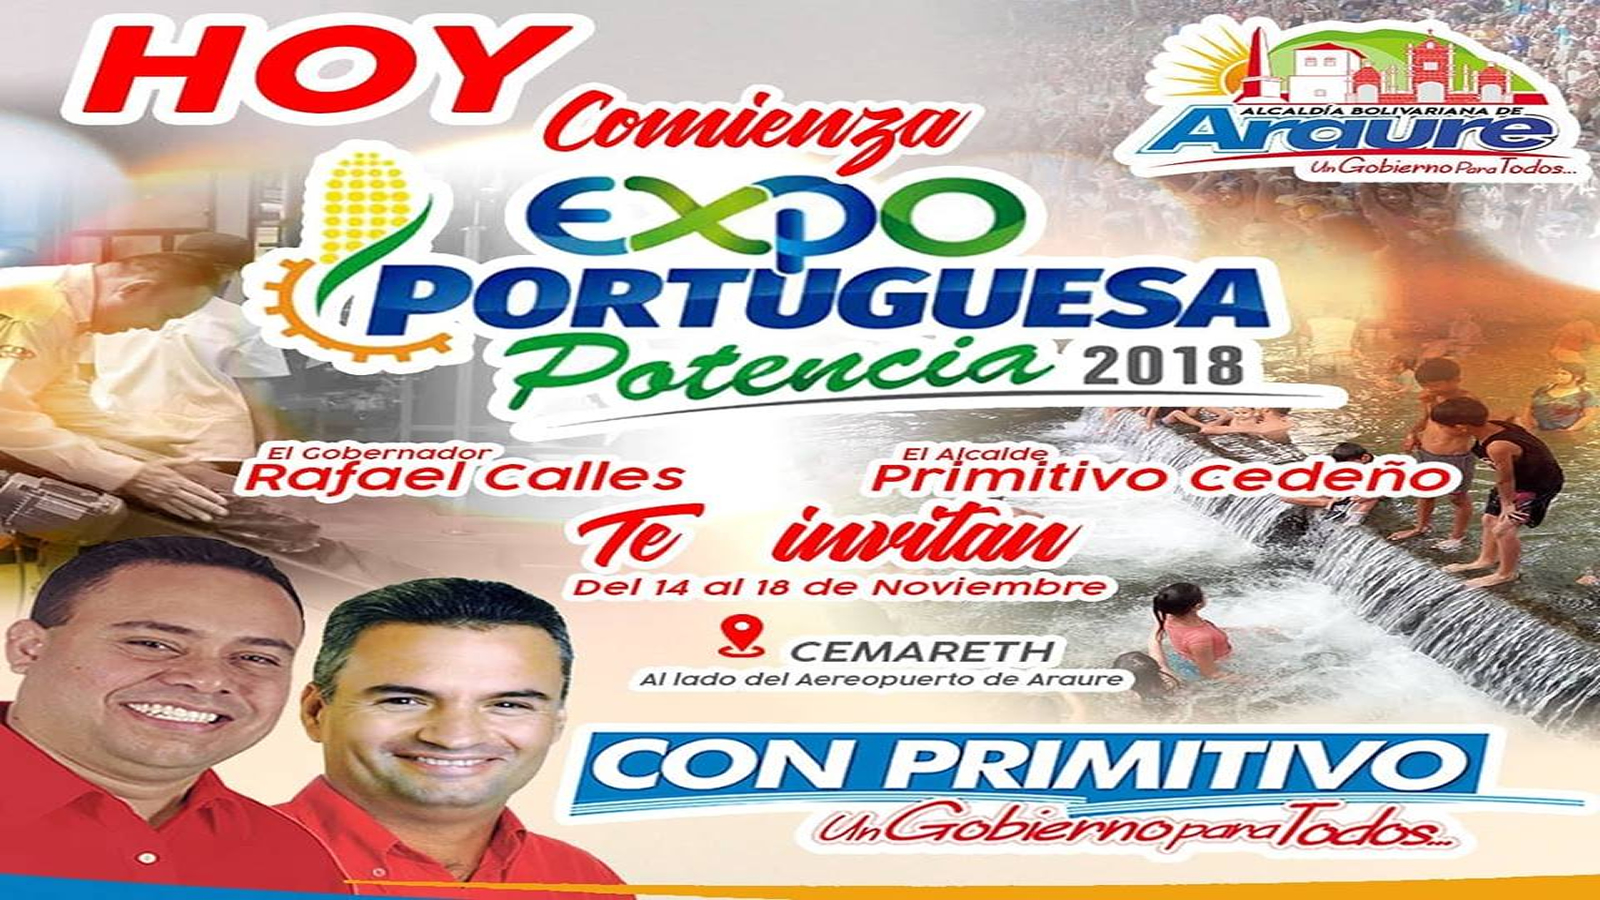 HOY
Comienza
ALCALDÍA BOLIVARIANA DE
Araure
Un Gobierno Para Todos...
EXPO
PORTUGUESA
Potencia 2018
El Gobernador
Rafael Calles
El Alcalde
Primitivo Cedeño
Te invitan
Del 14 al 18 de Noviembre
CEMARETH
Al lado del Aereopuerto de Araure
CON PRIMITIVO
Un Gobierno para Todos...